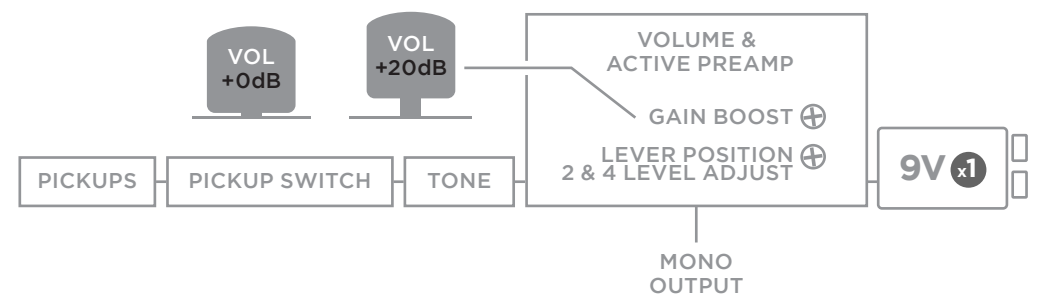 VOL
+0dB
VOL
+20dB
VOLUME &
ACTIVE PREAMP
GAIN BOOST
LEVER POSITION
2 & 4 LEVEL ADJUST
PICKUPS
PICKUP SWITCH
TONE
9V x1
MONO
OUTPUT